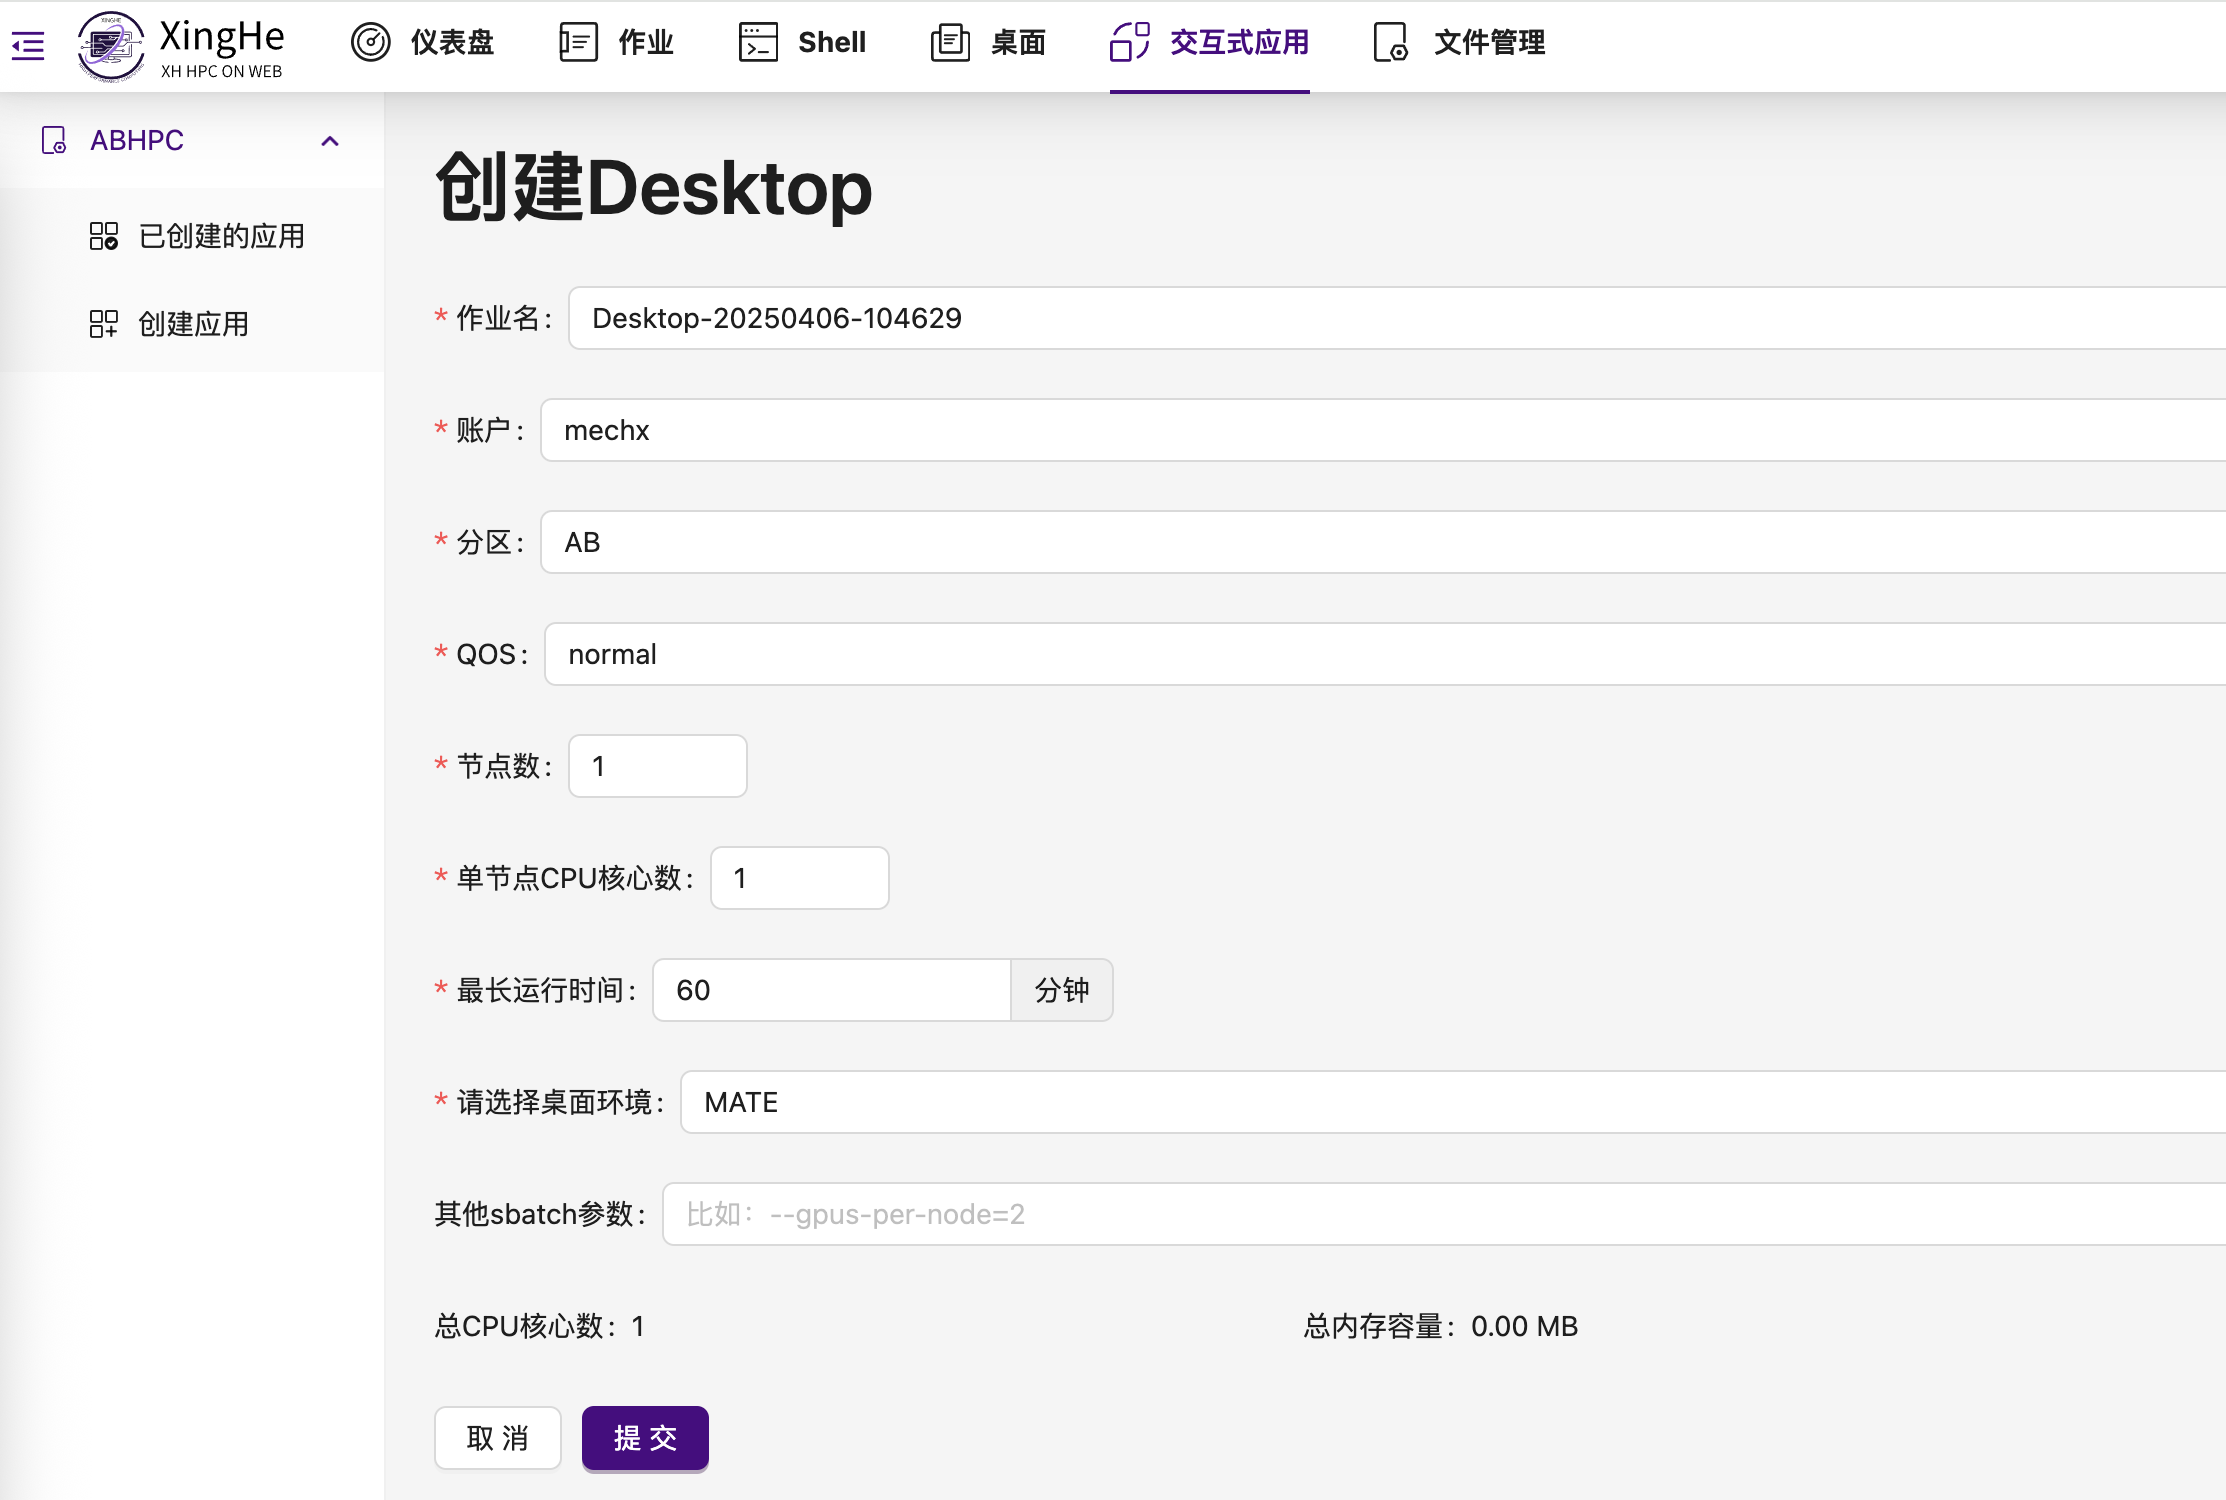 XingHe
XH HPC ON WEB
仪表盘
作业
Shell
桌面
交互式应用
文件管理
ABHPC
已创建的应用
创建应用
创建Desktop
* 作业名: Desktop-20250406-104629
* 账户: mechx
* 分区: AB
* QOS: normal
* 节点数: 1
* 单节点CPU核心数: 1
* 最长运行时间: 60 分钟
* 请选择桌面环境: MATE
其他sbatch参数: 比如：--gpus-per-node=2
总CPU核心数: 1 总内存容量: 0.00 MB
取 消 提 交